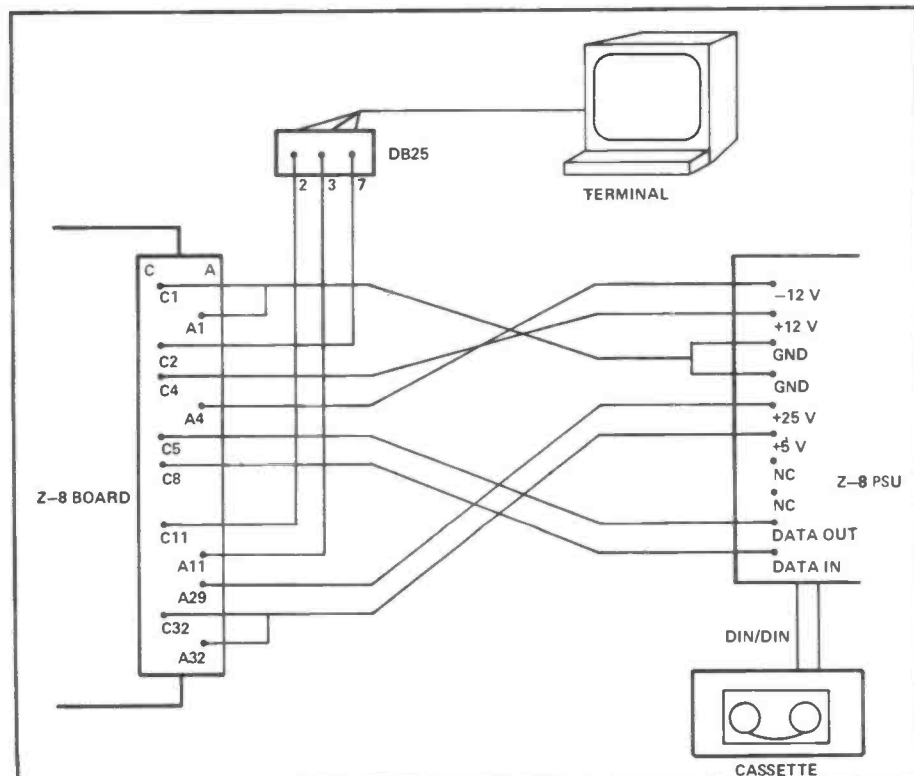 DB25
2 3 7
TERMINAL
C A
C1
A1
C2
C4
A4
C5
C8
Z-8 BOARD
C11
A11
A29
C32
A32
-12 V
+12 V
GND
GND
+25 V
+5 V
NC
NC
Z-8 PSU
DATA OUT
DATA IN
DIN/DIN
CASSETTE